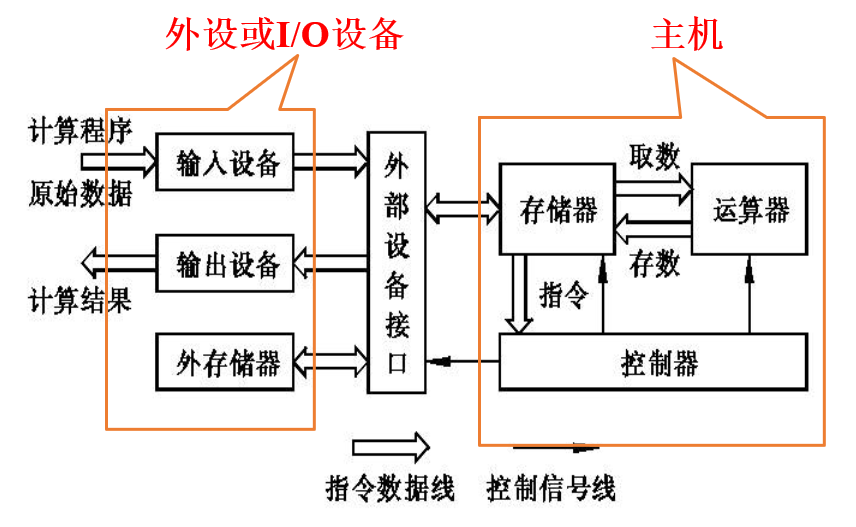 外设或I/O设备
主机
计算程序
原始数据
输入设备
输出设备
计算结果
外存储器
外部设备接口
存储器
取数
存数
运算器
指令
控制器
指令数据线
控制信号线